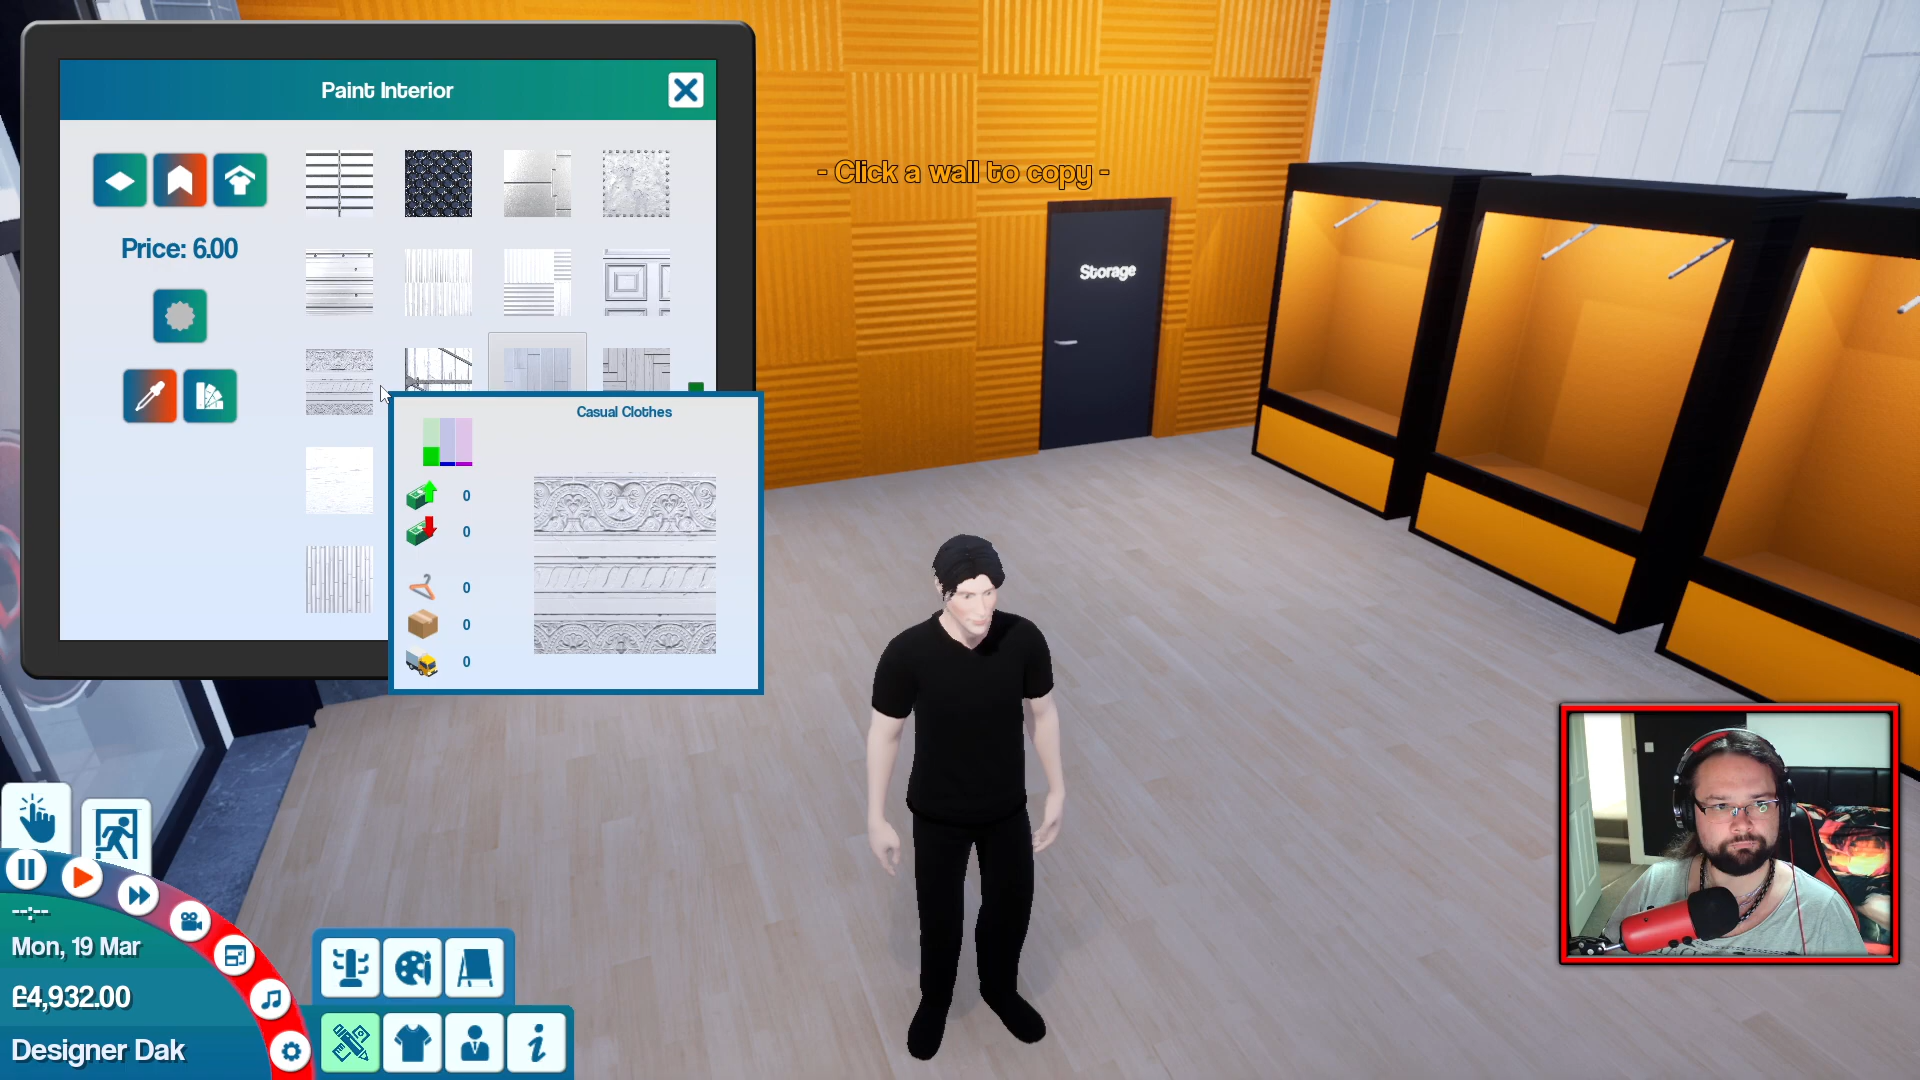 Paint Interior
Price: 6.00
- Click a wall to copy -
Storage
Casual Clothes
0
0
0
0
0
--:--
Mon, 19 Mar
£4,932.00
Designer Dak